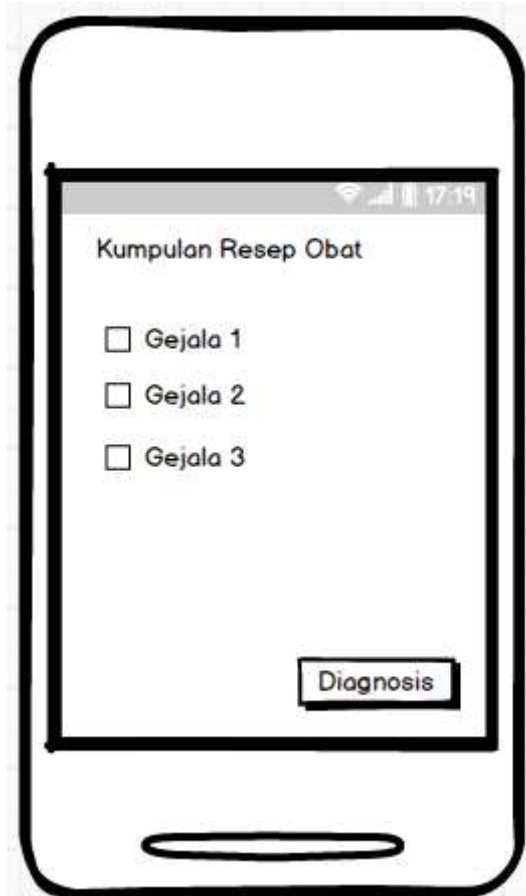 17:19
Kumpulan Resep Obat
Gejala 1
Gejala 2
Gejala 3
Diagnosis